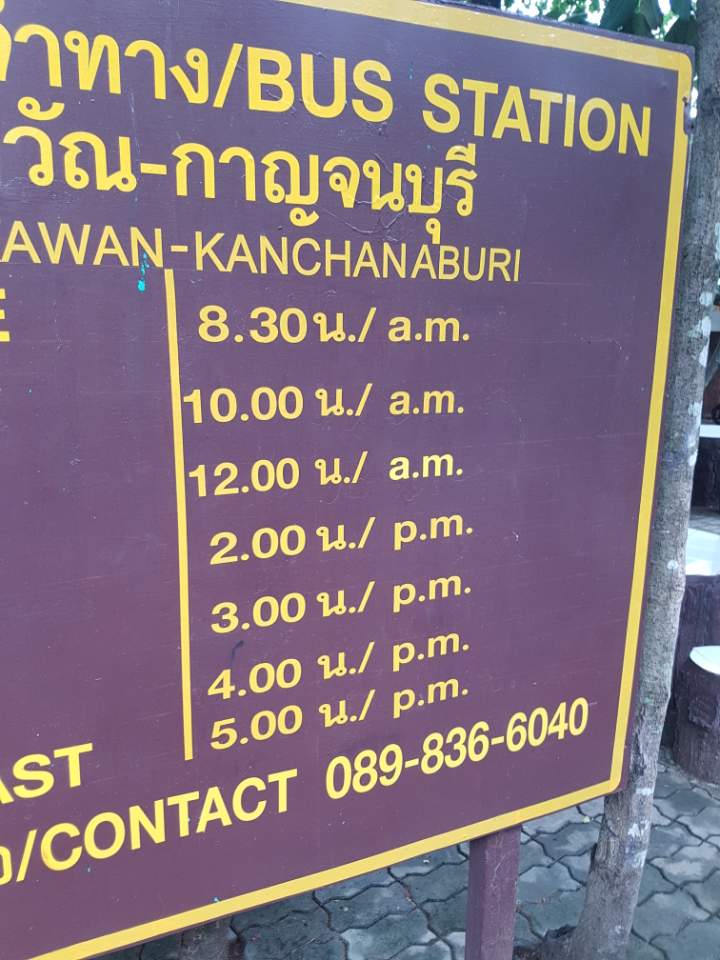 ทาง/BUS STATION
วัณ-กาญจนบุรี
AWAN-KANCHANABURI
E
8.30 น./ a.m.
10.00 น./ a.m.
12.00 น./ a.m.
2.00 น./ p.m.
3.00 น./ p.m.
4.00 น./ p.m.
5.00 น./ p.m.
AST
/CONTACT 089-836-6040